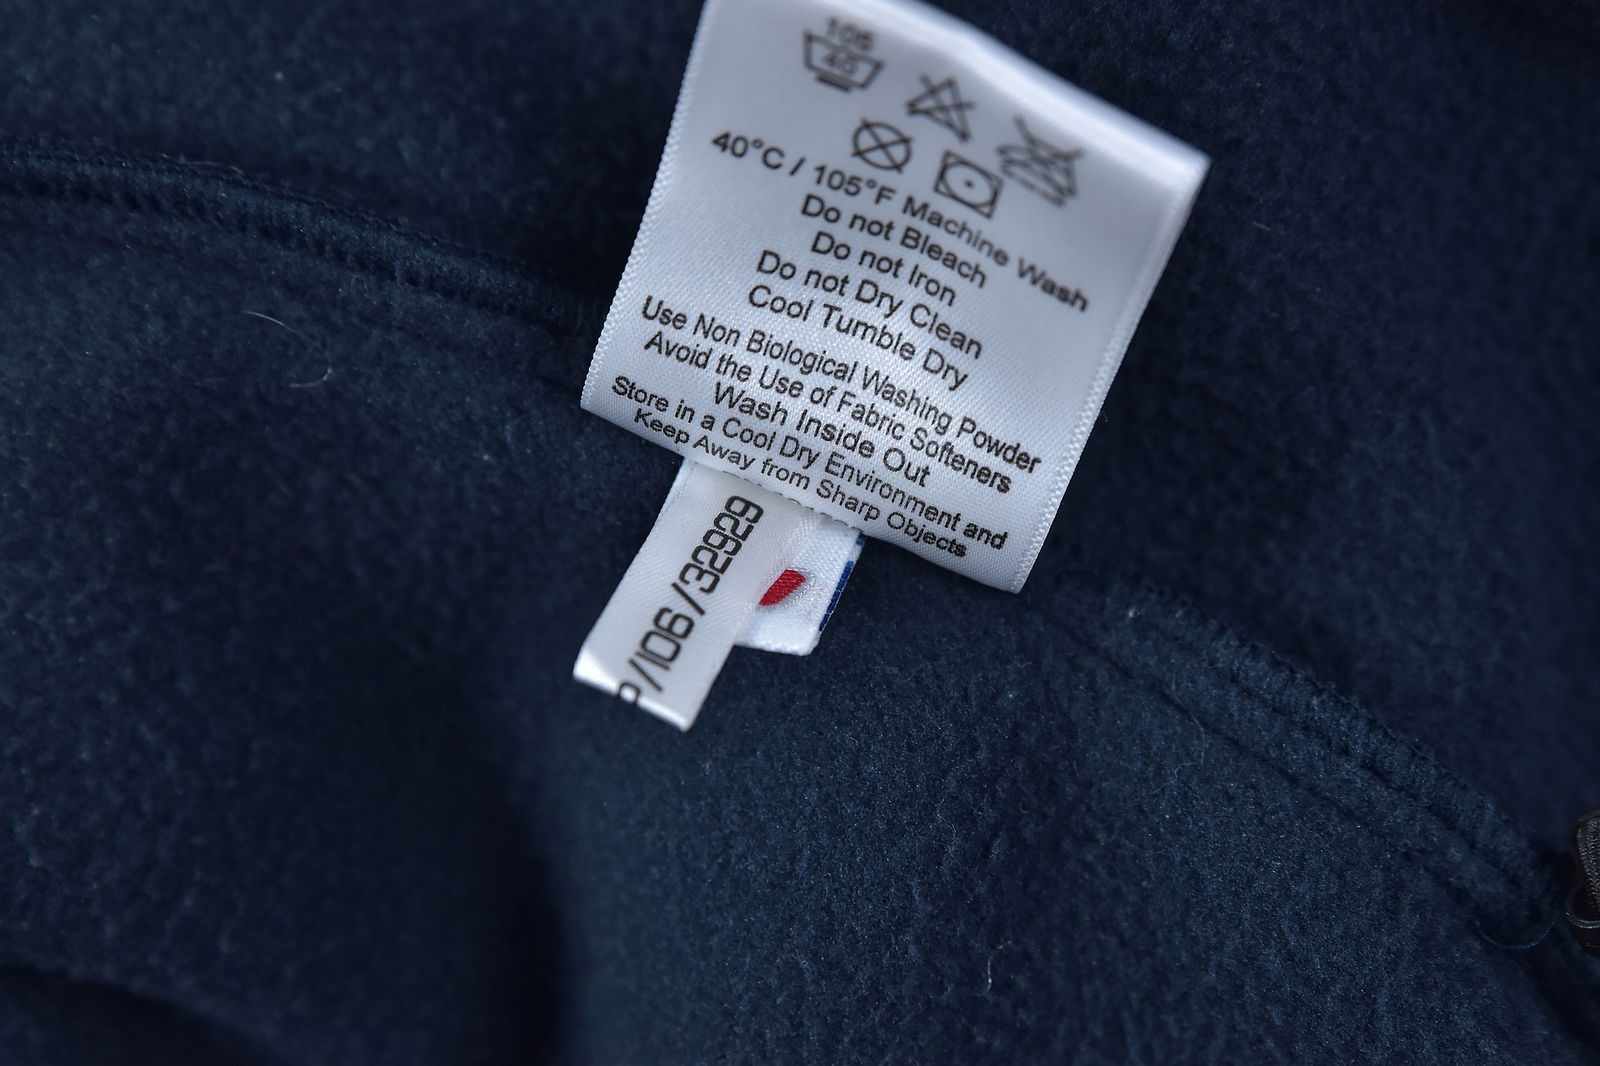 105
40
40°C / 105°F Machine Wash
Do not Bleach
Do not Iron
Do not Dry Clean
Cool Tumble Dry
Use Non Biological Washing Powder
Avoid the Use of Fabric Softeners
Wash Inside Out
Store in a Cool Dry Environment and
Keep Away from Sharp Objects
/106/32929